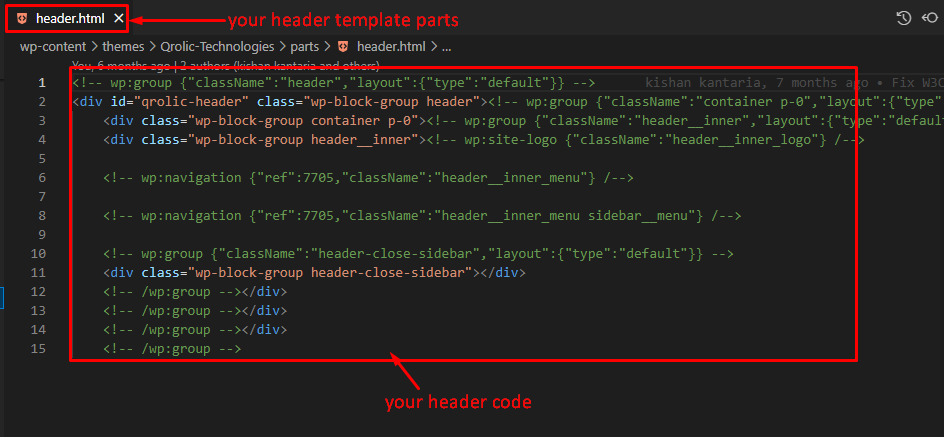 header.html ×
your header template parts
wp-content > themes > Qrolic-Technologies > parts > header.html > ...
You, 6 months ago | 2 authors (kishan kantaria and others)
1 <!-- wp:group {"className":"header","layout":{"type":"default"}} --> kishan kantaria, 7 months ago • Fix W3C
2 <div id="qrolic-header" class="wp-block-group header"><!-- wp:group {"className":"container p-0","layout":{"type"
3 <div class="wp-block-group container p-0"><!-- wp:group {"className":"header__inner","layout":{"type":"defaul
4 <div class="wp-block-group header__inner"><!-- wp:site-logo {"className":"header__inner_logo"} /-->
5
6 <!-- wp:navigation {"ref":7705,"className":"header__inner_menu"} /-->
7
8 <!-- wp:navigation {"ref":7705,"className":"header__inner_menu sidebar__menu"} /-->
9
10 <!-- wp:group {"className":"header-close-sidebar","layout":{"type":"default"}} -->
11 <div class="wp-block-group header-close-sidebar"></div>
12 <!-- /wp:group --></div>
13 <!-- /wp:group --></div>
14 <!-- /wp:group --></div>
15 <!-- /wp:group -->
your header code